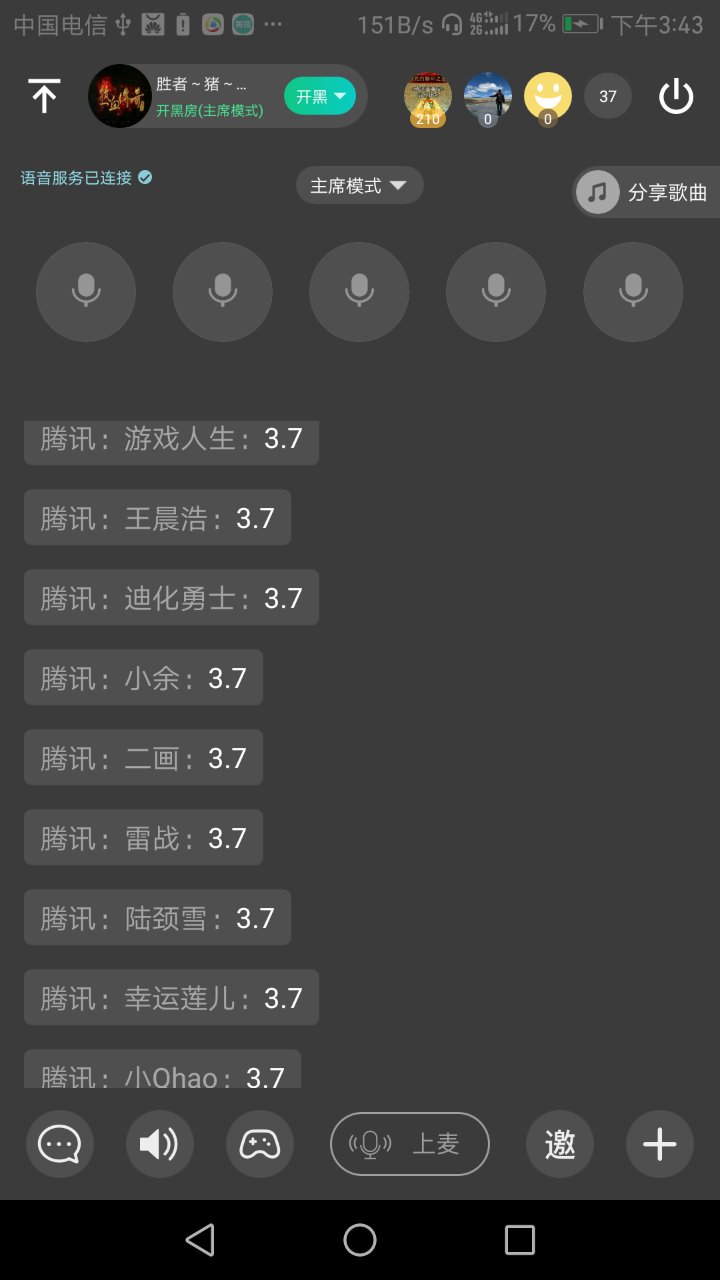 中国电信 ··· 151B/s 4G 2G 17% 下午3:43
胜者 ~ 猪 ~ ...
开黑房(主席模式)
开黑
210
0
0
37
语音服务已连接
主席模式
分享歌曲
腾讯: 游戏人生: 3.7
腾讯: 王晨浩: 3.7
腾讯: 迪化勇士: 3.7
腾讯: 小余: 3.7
腾讯: 二画: 3.7
腾讯: 雷战: 3.7
腾讯: 陆颈雪: 3.7
腾讯: 幸运莲儿: 3.7
腾讯: 小Ohao: 3.7
上麦
邀